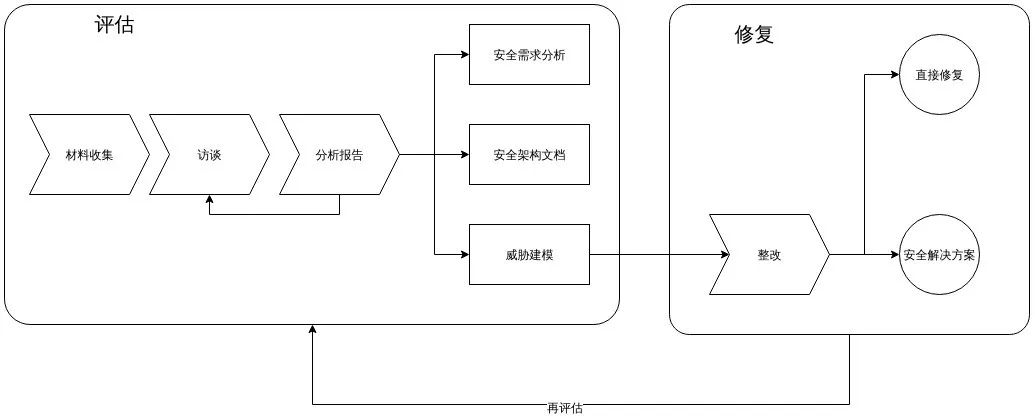 评估
材料收集
访谈
分析报告
安全需求分析
安全架构文档
威胁建模
修复
整改
直接修复
安全解决方案
再评估